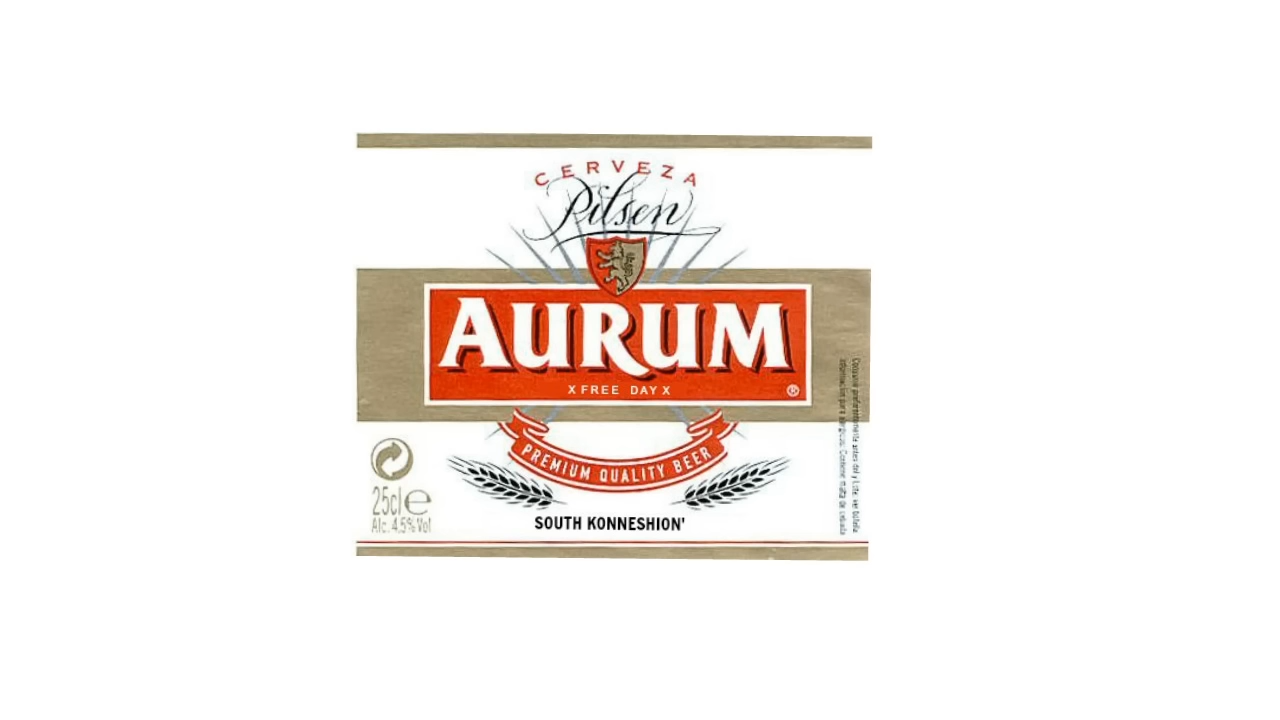 CERVEZA
Pilsen
AURUM
X FREE DAY X
®
PREMIUM QUALITY BEER
25cl e
Alc. 4,5% Vol
SOUTH KONNESHION'